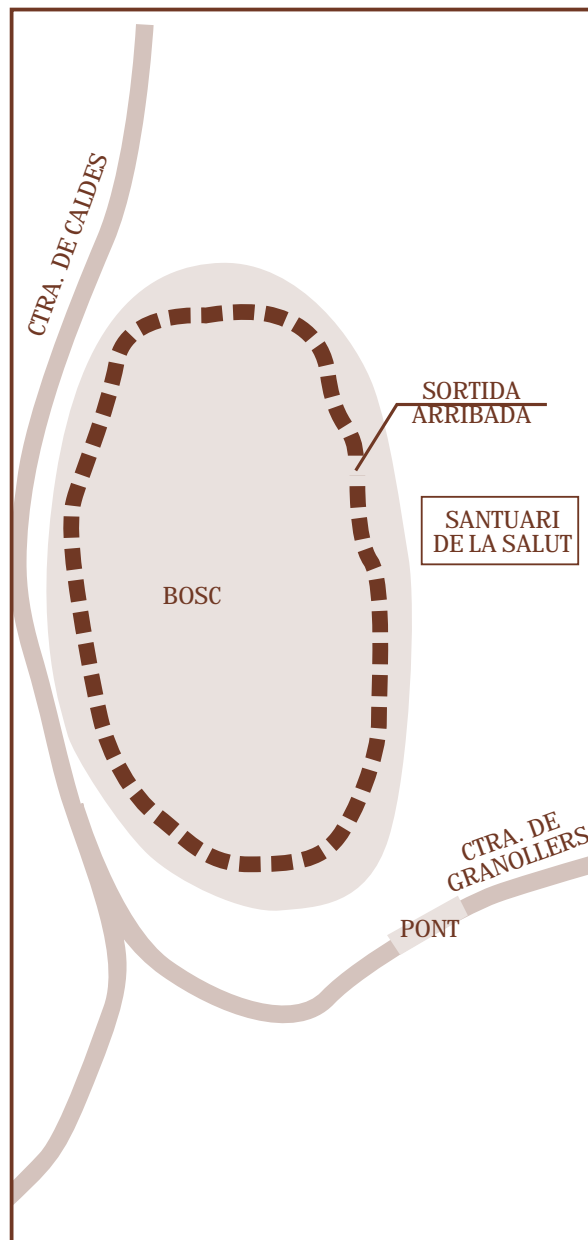 CTRA. DE CALDES
SORTIDA
ARRIBADA
SANTUARI
DE LA SALUT
BOSC
CTRA. DE
GRANOLLERS
PONT